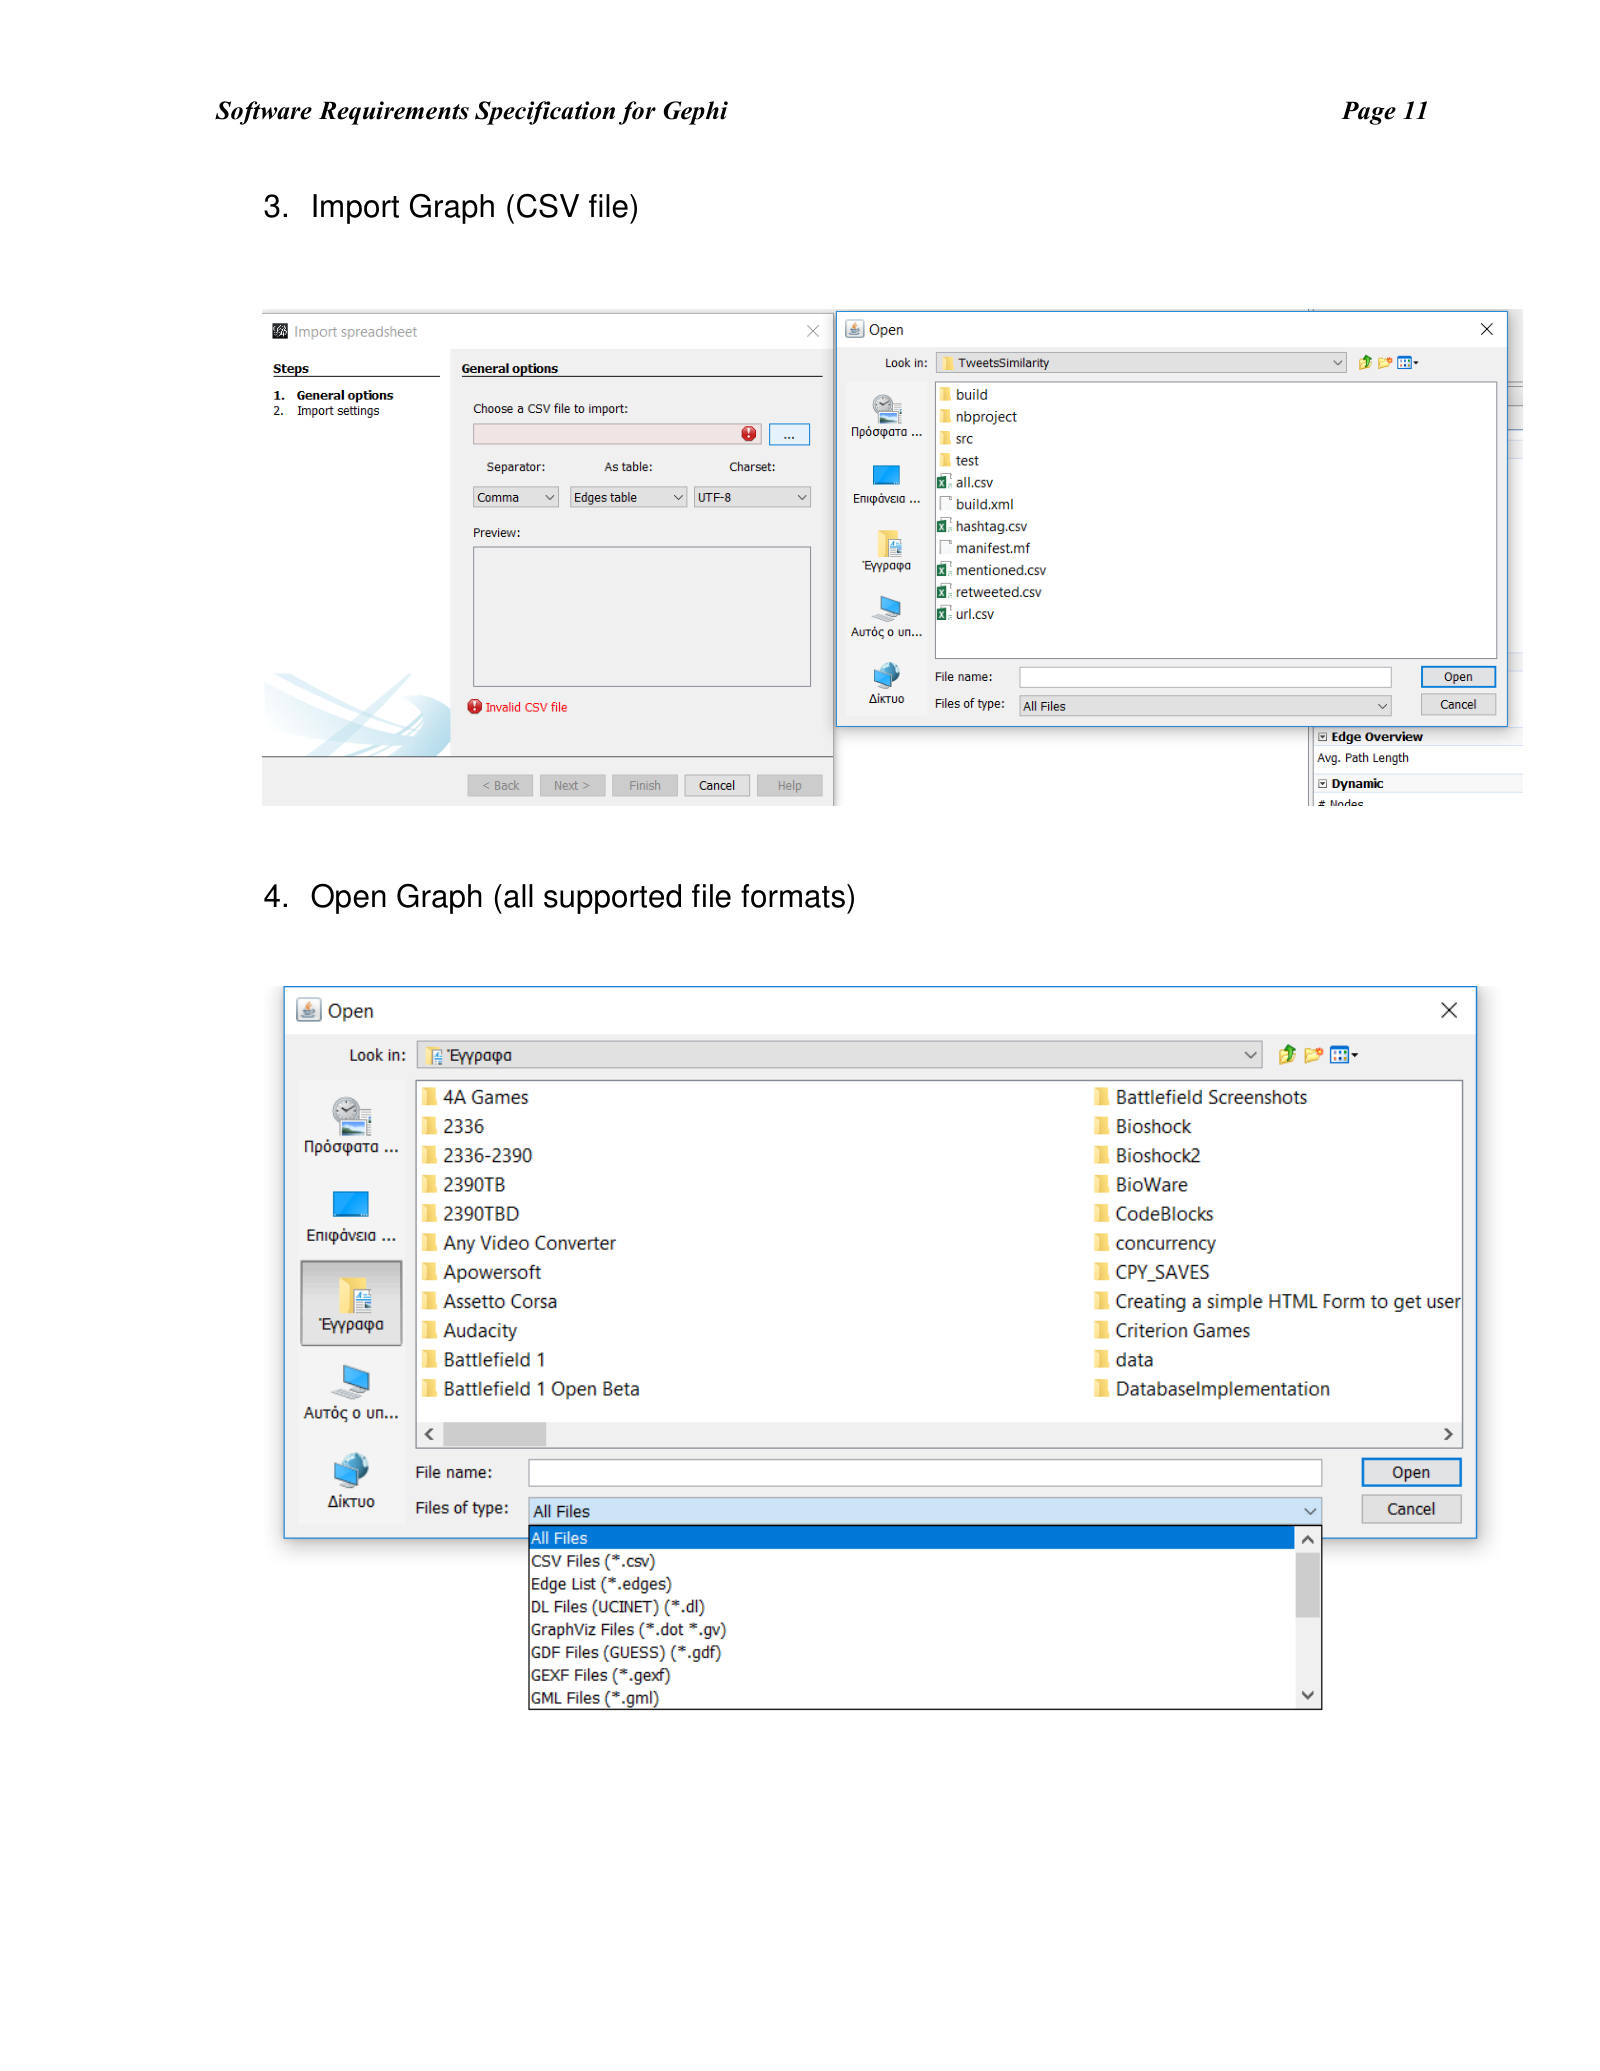 Software Requirements Specification for Gephi Page 11
3. Import Graph (CSV file)
Import spreadsheet
Steps
1. General options
2. Import settings
General options
Choose a CSV file to import:
...
Separator: As table: Charset:
Comma Edges table UTF-8
Preview:
Invalid CSV file
< Back Next > Finish Cancel Help
Open
Look in: TweetsSimilarity
Πρόσφατα ...
Επιφάνεια ...
Έγγραφα
Αυτός ο υπ...
Δίκτυο
build
nbproject
src
test
all.csv
build.xml
hashtag.csv
manifest.mf
mentioned.csv
retweeted.csv
url.csv
File name: Open
Files of type: All Files Cancel
Edge Overview
Avg. Path Length
Dynamic
# Nodes
4. Open Graph (all supported file formats)
Open
Look in: Έγγραφα
Πρόσφατα ...
Επιφάνεια ...
Έγγραφα
Αυτός ο υπ...
Δίκτυο
4A Games
2336
2336-2390
2390TB
2390TBD
Any Video Converter
Apowersoft
Assetto Corsa
Audacity
Battlefield 1
Battlefield 1 Open Beta
Battlefield Screenshots
Bioshock
Bioshock2
BioWare
CodeBlocks
concurrency
CPY_SAVES
Creating a simple HTML Form to get user
Criterion Games
data
DatabaseImplementation
File name: Open
Files of type: All Files Cancel
All Files
CSV Files (*.csv)
Edge List (*.edges)
DL Files (UCINET) (*.dl)
GraphViz Files (*.dot *.gv)
GDF Files (GUESS) (*.gdf)
GEXF Files (*.gexf)
GML Files (*.gml)